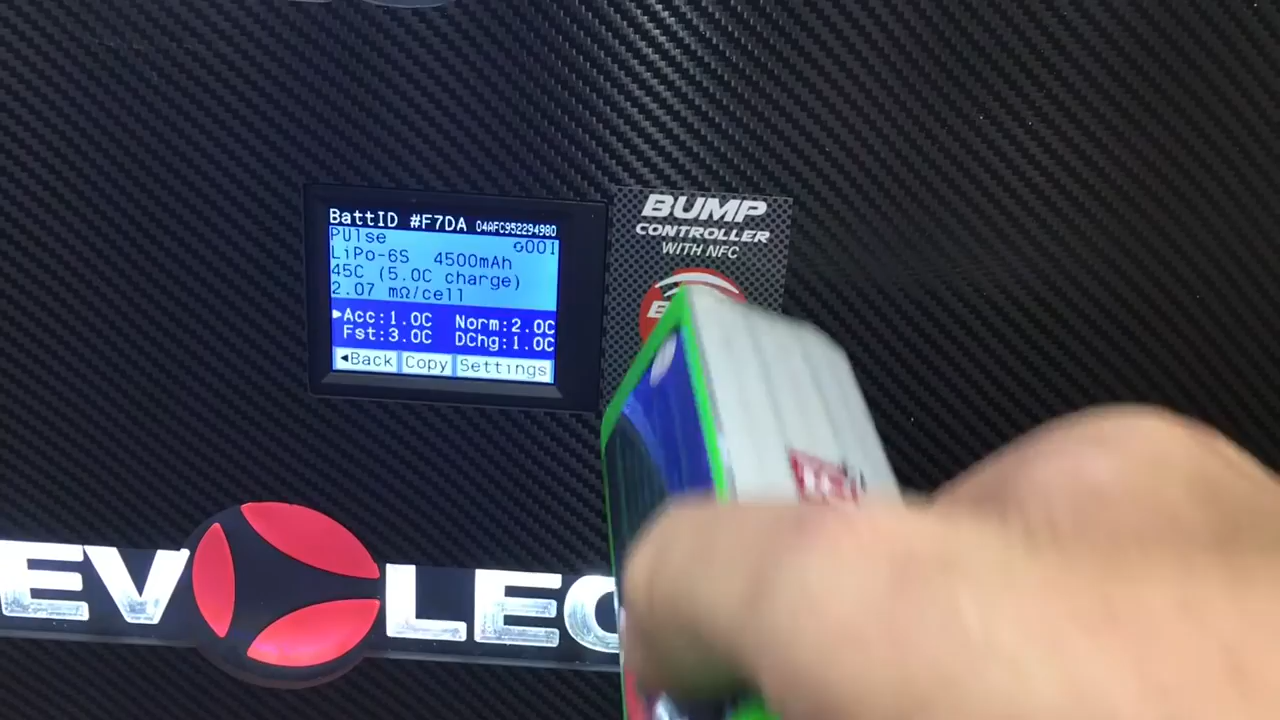 BattID #F7DA 04AFC952294980
PUlse 001
LiPo-6S 4500mAh
45C (5.0C charge)
2.07 mΩ/cell
Acc:1.0C Norm:2.0C
Fst:3.0C DChg:1.0C
◄Back Copy Settings
BUMP
CONTROLLER
WITH NFC